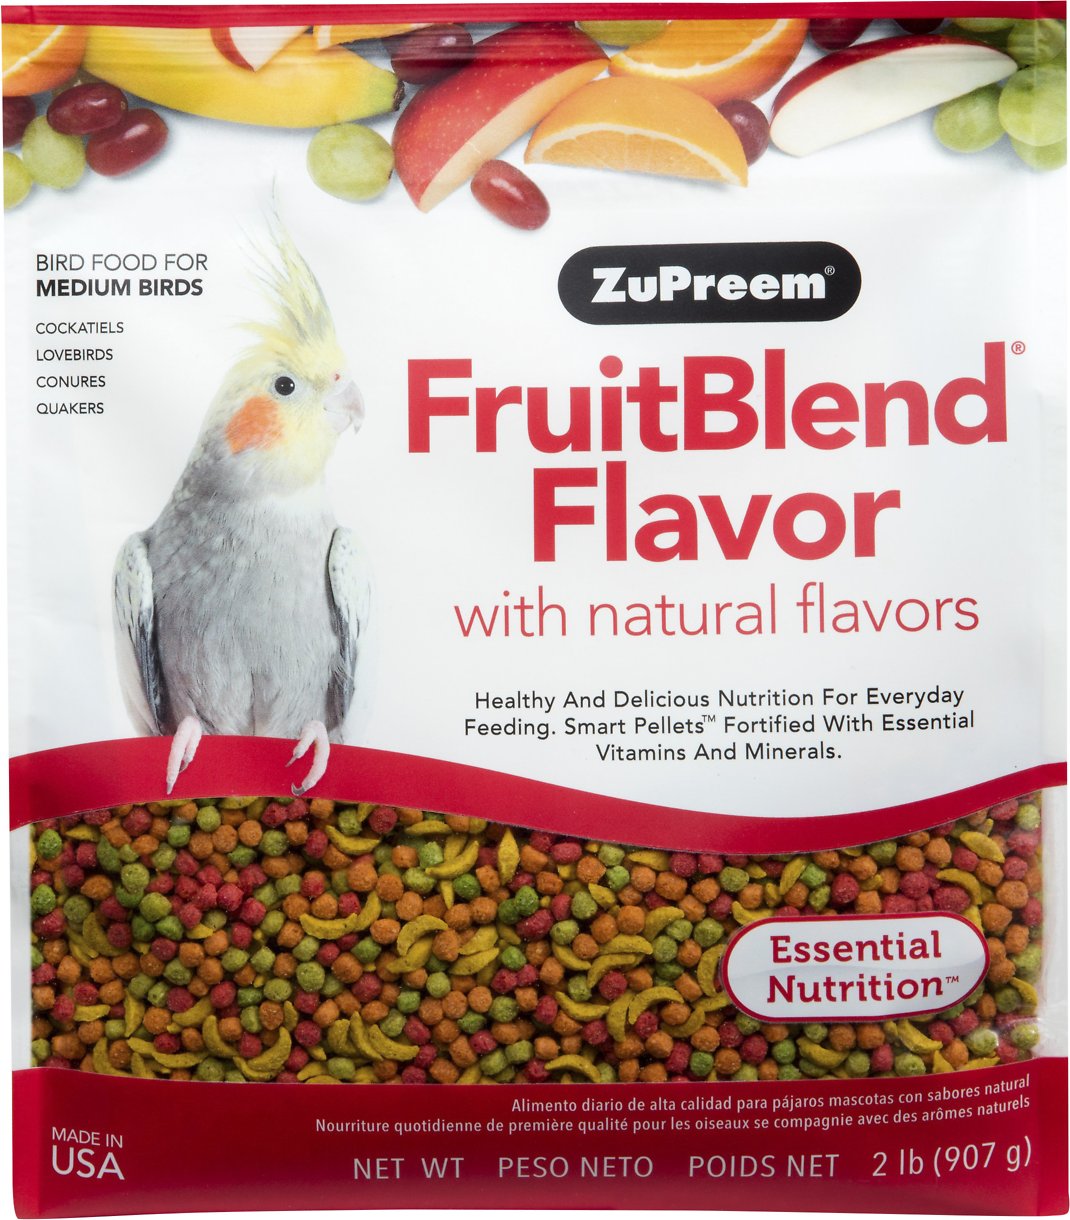 BIRD FOOD FOR
MEDIUM BIRDS
COCKATIELS
LOVEBIRDS
CONURES
QUAKERS
ZuPreem®
FruitBlend®
Flavor
with natural flavors
Healthy And Delicious Nutrition For Everyday
Feeding. Smart Pellets™ Fortified With Essential
Vitamins And Minerals.
Essential
Nutrition™
Alimento diario de alta calidad para pájaros mascotas con sabores natural
Nourriture quotidienne de première qualité pour les oiseaux se compagnie avec des arômes naturels
MADE IN
USA
NET WT PESO NETO POIDS NET 2 lb (907 g)